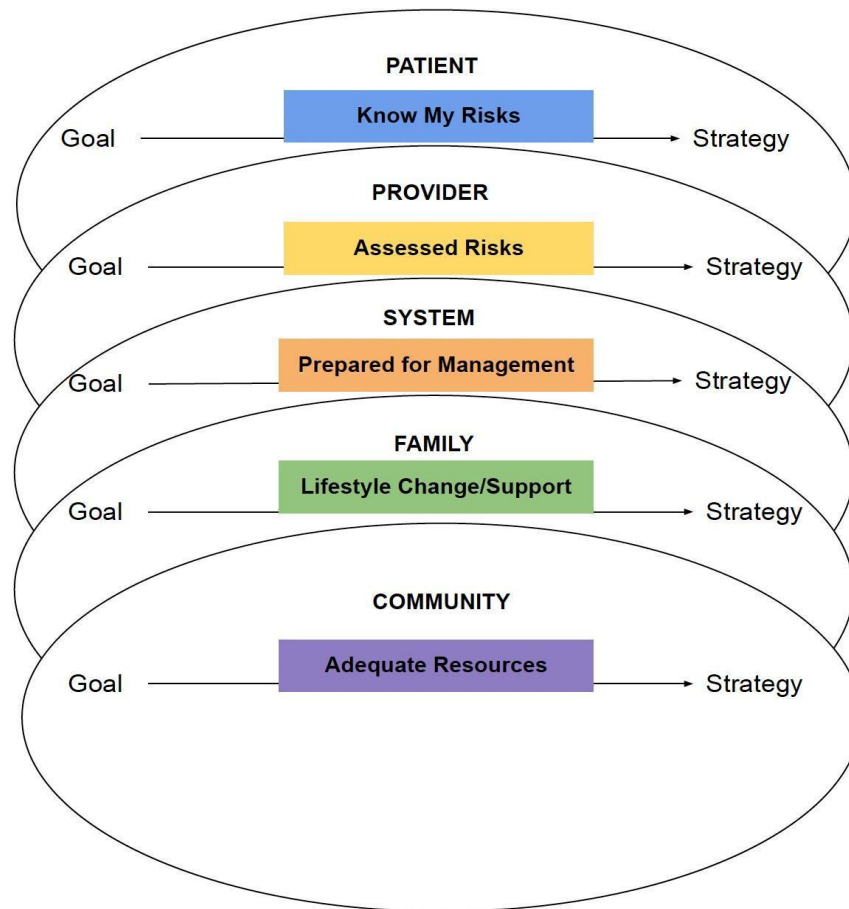 PATIENT
Know My Risks
Goal
Strategy
PROVIDER
Assessed Risks
Goal
Strategy
SYSTEM
Prepared for Management
Goal
Strategy
FAMILY
Lifestyle Change/Support
Goal
Strategy
COMMUNITY
Adequate Resources
Goal
Strategy